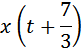 x(t + 7/3)